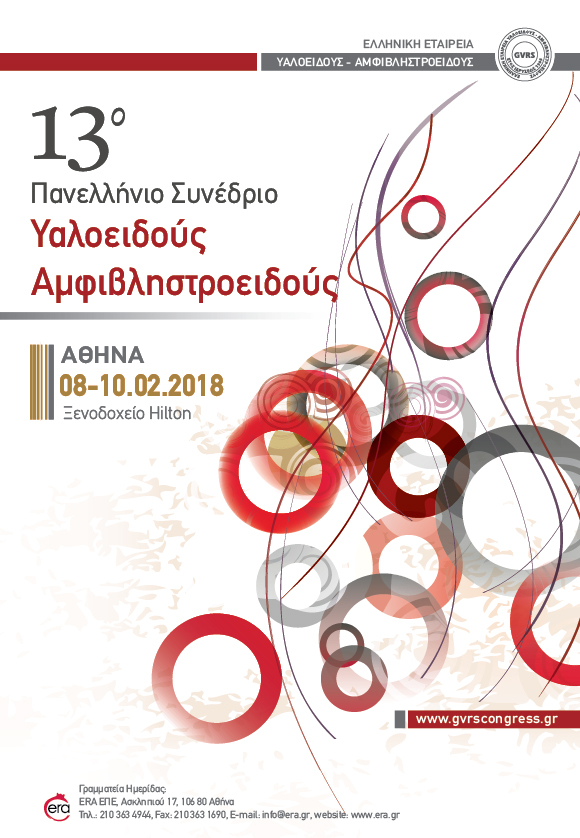 ΕΛΛΗΝΙΚΗ ΕΤΑΙΡΕΙΑ
ΥΑΛΟΕΙΔΟΥΣ - ΑΜΦΙΒΛΗΣΤΡΟΕΙΔΟΥΣ
GVRS
13ο
Πανελλήνιο Συνέδριο
Υαλοειδούς
Αμφιβληστροειδούς
ΑΘΗΝΑ
08-10.02.2018
Ξενοδοχείο Hilton
www.gvrscongress.gr
era
Γραμματεία Ημερίδας:
ERA ΕΠΕ, Ασκληπιού 17, 106 80 Αθήνα
Τηλ.: 210 363 4944, Fax: 210 363 1690, E-mail: info@era.gr, website: www.era.gr